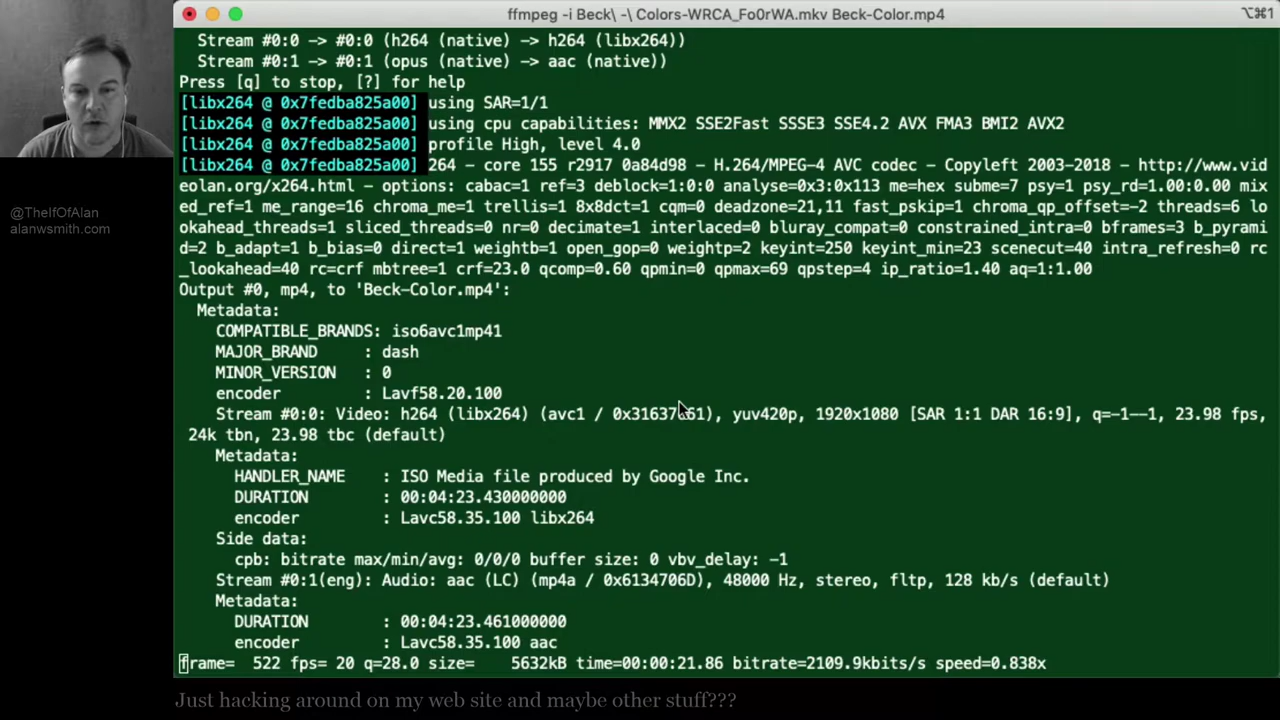 ffmpeg -i Beck\ -\ Colors-WRCA_Fo0rWA.mkv Beck-Color.mp4
⌥⌘1
Stream #0:0 -> #0:0 (h264 (native) -> h264 (libx264))
Stream #0:1 -> #0:1 (opus (native) -> aac (native))
Press [q] to stop, [?] for help
[libx264 @ 0x7fedba825a00] using SAR=1/1
[libx264 @ 0x7fedba825a00] using cpu capabilities: MMX2 SSE2Fast SSSE3 SSE4.2 AVX FMA3 BMI2 AVX2
[libx264 @ 0x7fedba825a00] profile High, level 4.0
[libx264 @ 0x7fedba825a00] 264 - core 155 r2917 0a84d98 - H.264/MPEG-4 AVC codec - Copyleft 2003-2018 - http://www.vid
eolan.org/x264.html - options: cabac=1 ref=3 deblock=1:0:0 analyse=0x3:0x113 me=hex subme=7 psy=1 psy_rd=1.00:0.00 mix
ed_ref=1 me_range=16 chroma_me=1 trellis=1 8x8dct=1 cqm=0 deadzone=21,11 fast_pskip=1 chroma_qp_offset=-2 threads=6 lo
okahead_threads=1 sliced_threads=0 nr=0 decimate=1 interlaced=0 bluray_compat=0 constrained_intra=0 bframes=3 b_pyrami
d=2 b_adapt=1 b_bias=0 direct=1 weightb=1 open_gop=0 weightp=2 keyint=250 keyint_min=23 scenecut=40 intra_refresh=0 rc
_lookahead=40 rc=crf mbtree=1 crf=23.0 qcomp=0.60 qpmin=0 qpmax=69 qpstep=4 ip_ratio=1.40 aq=1:1.00
Output #0, mp4, to 'Beck-Color.mp4':
Metadata:
COMPATIBLE_BRANDS: iso6avc1mp41
MAJOR_BRAND : dash
MINOR_VERSION : 0
encoder : Lavf58.20.100
Stream #0:0: Video: h264 (libx264) (avc1 / 0x31637661), yuv420p, 1920x1080 [SAR 1:1 DAR 16:9], q=-1--1, 23.98 fps,
24k tbn, 23.98 tbc (default)
Metadata:
HANDLER_NAME : ISO Media file produced by Google Inc.
DURATION : 00:04:23.430000000
encoder : Lavc58.35.100 libx264
Side data:
cpb: bitrate max/min/avg: 0/0/0 buffer size: 0 vbv_delay: -1
Stream #0:1(eng): Audio: aac (LC) (mp4a / 0x6134706D), 48000 Hz, stereo, fltp, 128 kb/s (default)
Metadata:
DURATION : 00:04:23.461000000
encoder : Lavc58.35.100 aac
frame= 522 fps= 20 q=28.0 size= 5632kB time=00:00:21.86 bitrate=2109.9kbits/s speed=0.838x
@TheIfOfAlan
alanwsmith.com
Just hacking around on my web site and maybe other stuff???